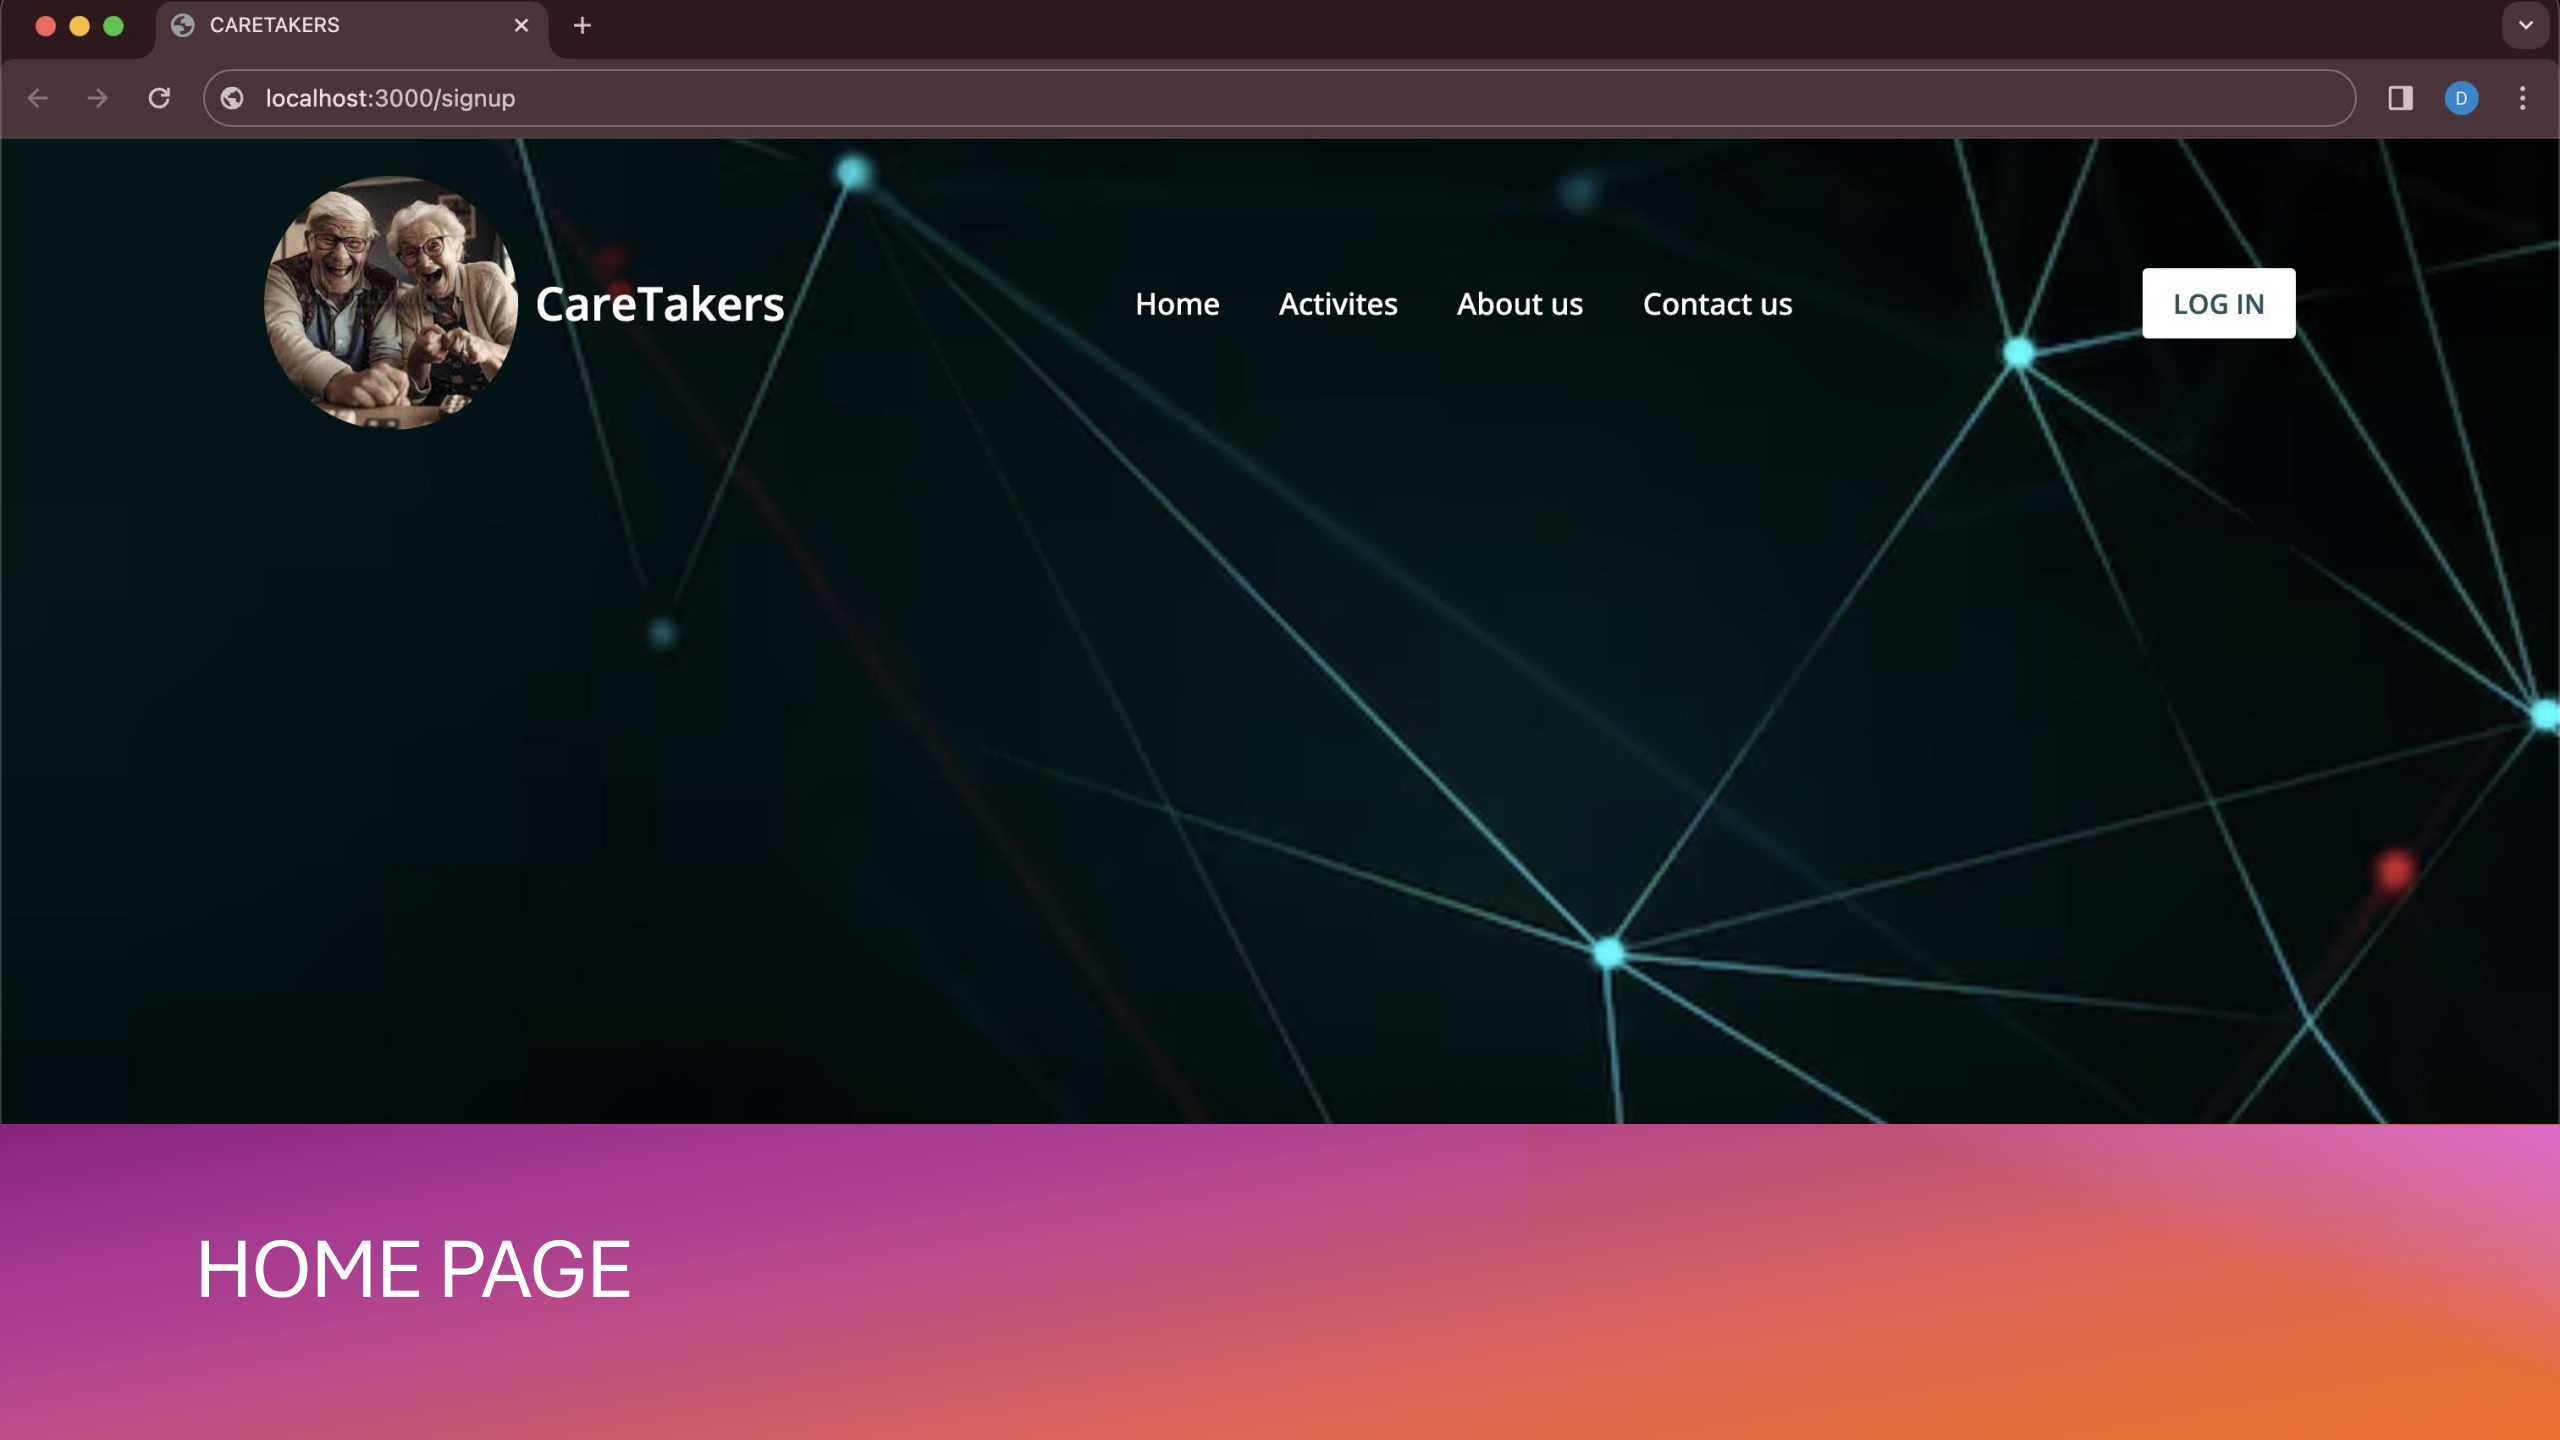 CARETAKERS
localhost:3000/signup
D
CareTakers
Home Activites About us Contact us
LOG IN
HOME PAGE